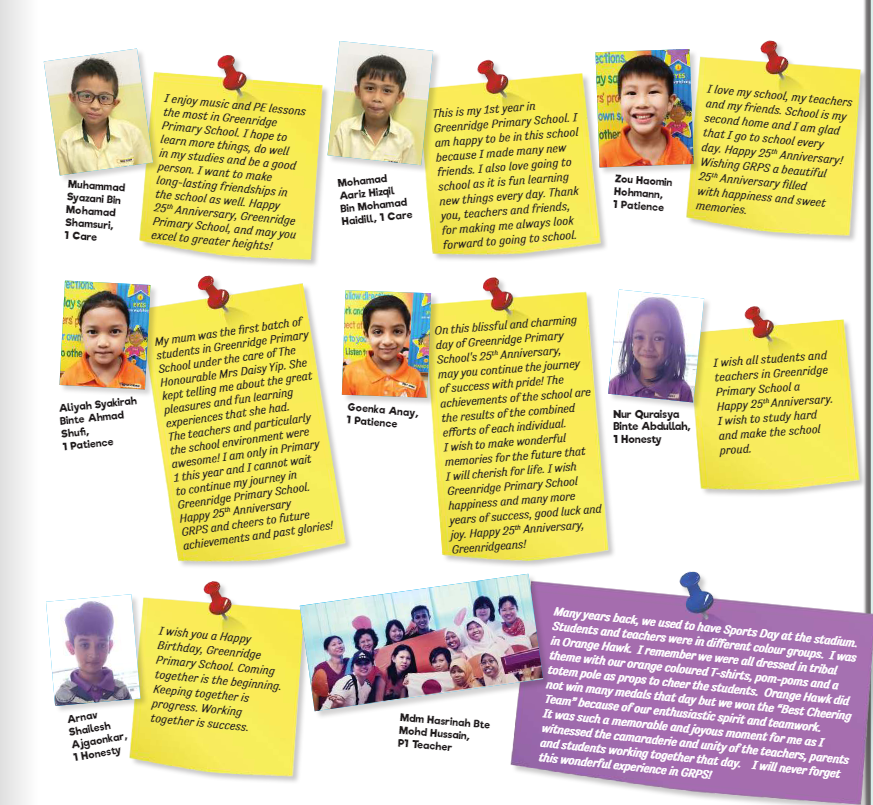 I enjoy music and PE lessons
the most in Greenridge
Primary School. I hope to
learn more things, do well
in my studies and be a good
person. I want to make
long-lasting friendships in
the school as well. Happy
25th Anniversary, Greenridge
Primary School, and may you
excel to greater heights!
Muhammad
Syazani Bin
Mohamad
Shamsuri,
1 Care
This is my 1st year in
Greenridge Primary School. I
am happy to be in this school
because I made many new
friends. I also love going to
school as it is fun learning
new things every day. Thank
you, teachers and friends,
for making me always look
forward to going to school.
Mohamad
Aariz Hizqil
Bin Mohamad
Haidill, 1 Care
I love my school, my teachers
and my friends. School is my
second home and I am glad
that I go to school every
day. Happy 25th Anniversary!
Wishing GRPS a beautiful
25th Anniversary filled
with happiness and sweet
memories.
Zou Haomin
Hohmann,
1 Patience
My mum was the first batch of
students in Greenridge Primary
School under the care of The
Honourable Mrs Daisy Yip. She
kept telling me about the great
pleasures and fun learning
experiences that she had.
The teachers and particularly
the school environment were
awesome! I am only in Primary
1 this year and I cannot wait
to continue my journey in
Greenridge Primary School.
Happy 25th Anniversary
GRPS and cheers to future
achievements and past glories!
Aliyah Syakirah
Binte Ahmad
Shufi,
1 Patience
On this blissful and charming
day of Greenridge Primary
School's 25th Anniversary,
may you continue the journey
of success with pride! The
achievements of the school are
the results of the combined
efforts of each individual.
I wish to make wonderful
memories for the future that
I will cherish for life. I wish
Greenridge Primary School
happiness and many more
years of success, good luck and
joy. Happy 25th Anniversary,
Greenridgeans!
Goenka Anay,
1 Patience
I wish all students and
teachers in Greenridge
Primary School a
Happy 25th Anniversary.
I wish to study hard
and make the school
proud.
Nur Quraisya
Binte Abdullah,
1 Honesty
I wish you a Happy
Birthday, Greenridge
Primary School. Coming
together is the beginning.
Keeping together is
progress. Working
together is success.
Arnav
Shailesh
Ajgaonkar,
1 Honesty
Many years back, we used to have Sports Day at the stadium.
Students and teachers were in different colour groups. I was
in Orange Hawk. I remember we were all dressed in tribal
theme with our orange coloured T-shirts, pom-poms and a
totem pole as props to cheer the students. Orange Hawk did
not win many medals that day but we won the "Best Cheering
Team" because of our enthusiastic spirit and teamwork.
It was such a memorable and joyous moment for me as I
witnessed the camaraderie and unity of the teachers, parents
and students working together that day. I will never forget
this wonderful experience in GRPS!
Mdm Hasrinah Bte
Mohd Hussain,
P1 Teacher